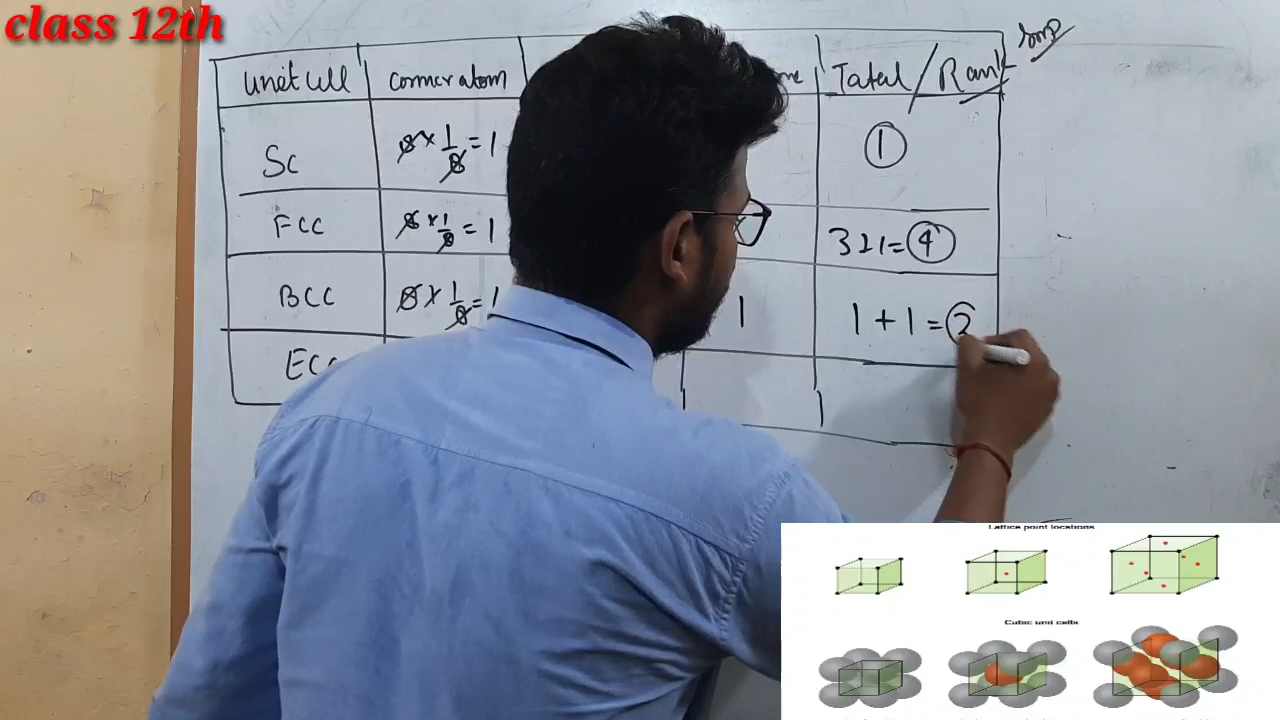 class 12th
Imp
Unit Cell corner atom Total / Rank
SC 8 × 1/8 = 1 1
FCC 8 × 1/8 = 1 3+1=4
BCC 8 × 1/8 = 1 1 1 + 1 = 2
Lattice point locations
Cubic unit cells